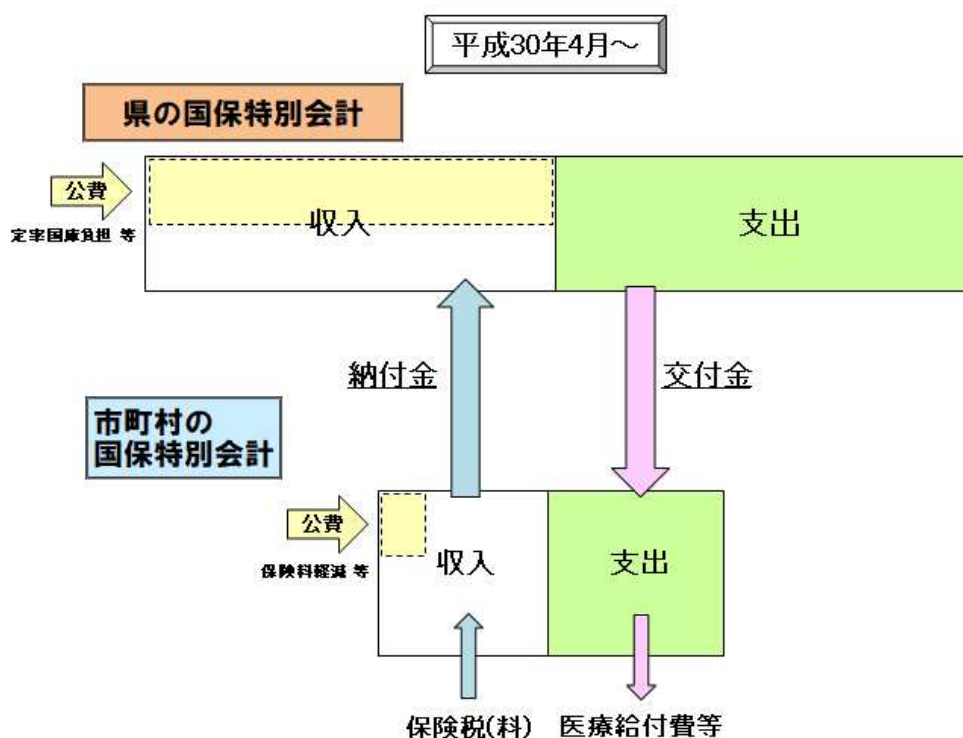 平成30年4月～
県の国保特別会計
公費
定率国庫負担 等
収入
支出
納付金
交付金
市町村の
国保特別会計
公費
保険料軽減 等
収入
支出
保険税(料)
医療給付費等